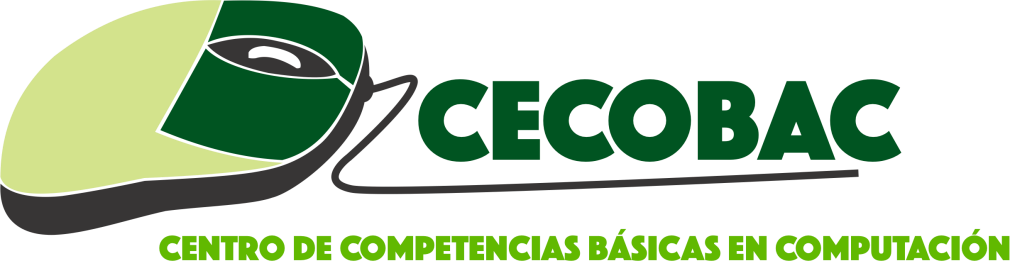 CECOBAC
CENTRO DE COMPETENCIAS BÁSICAS EN COMPUTACIÓN